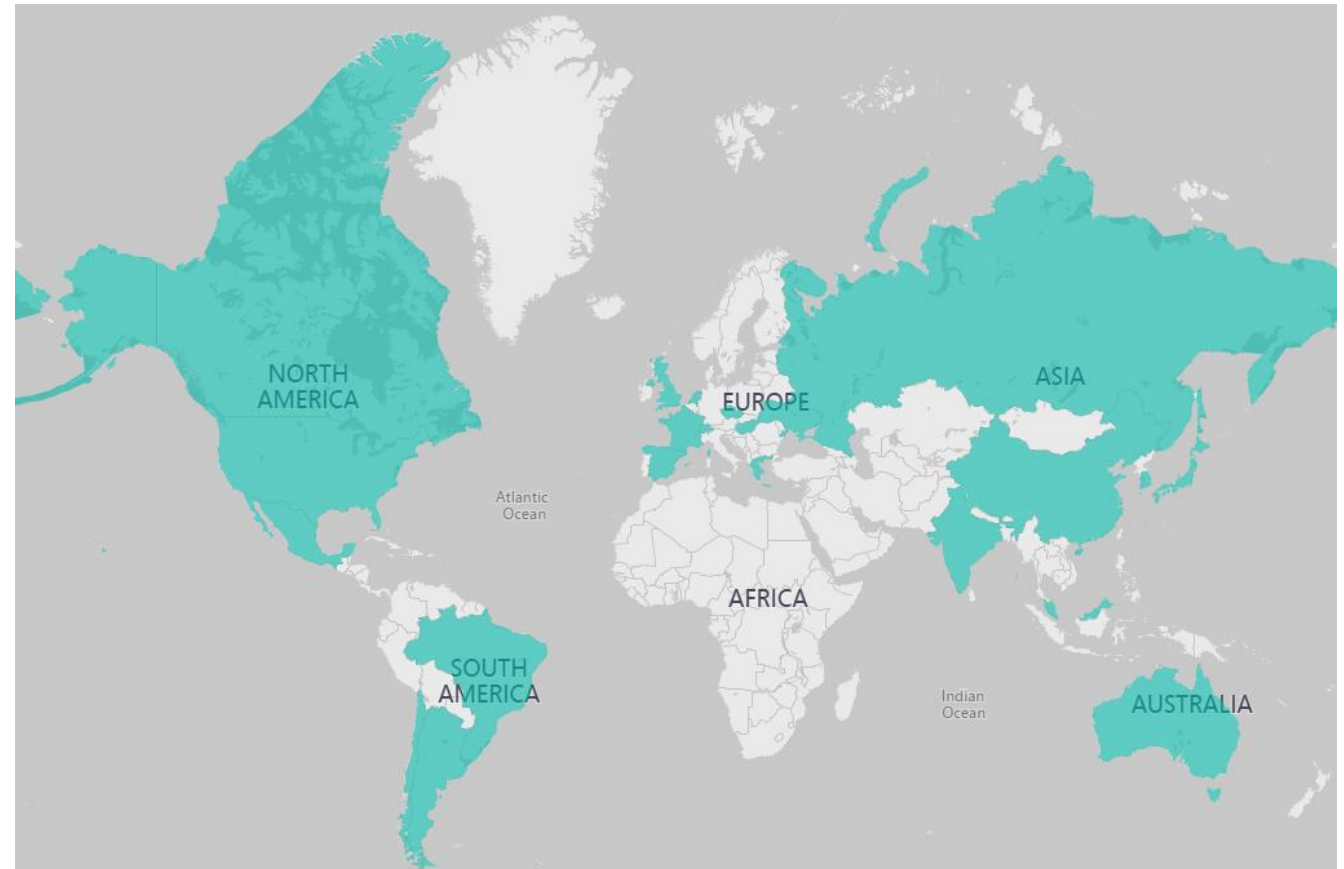 NORTH
AMERICA
EUROPE
ASIA
Atlantic
Ocean
AFRICA
SOUTH
AMERICA
Indian
Ocean
AUSTRALIA